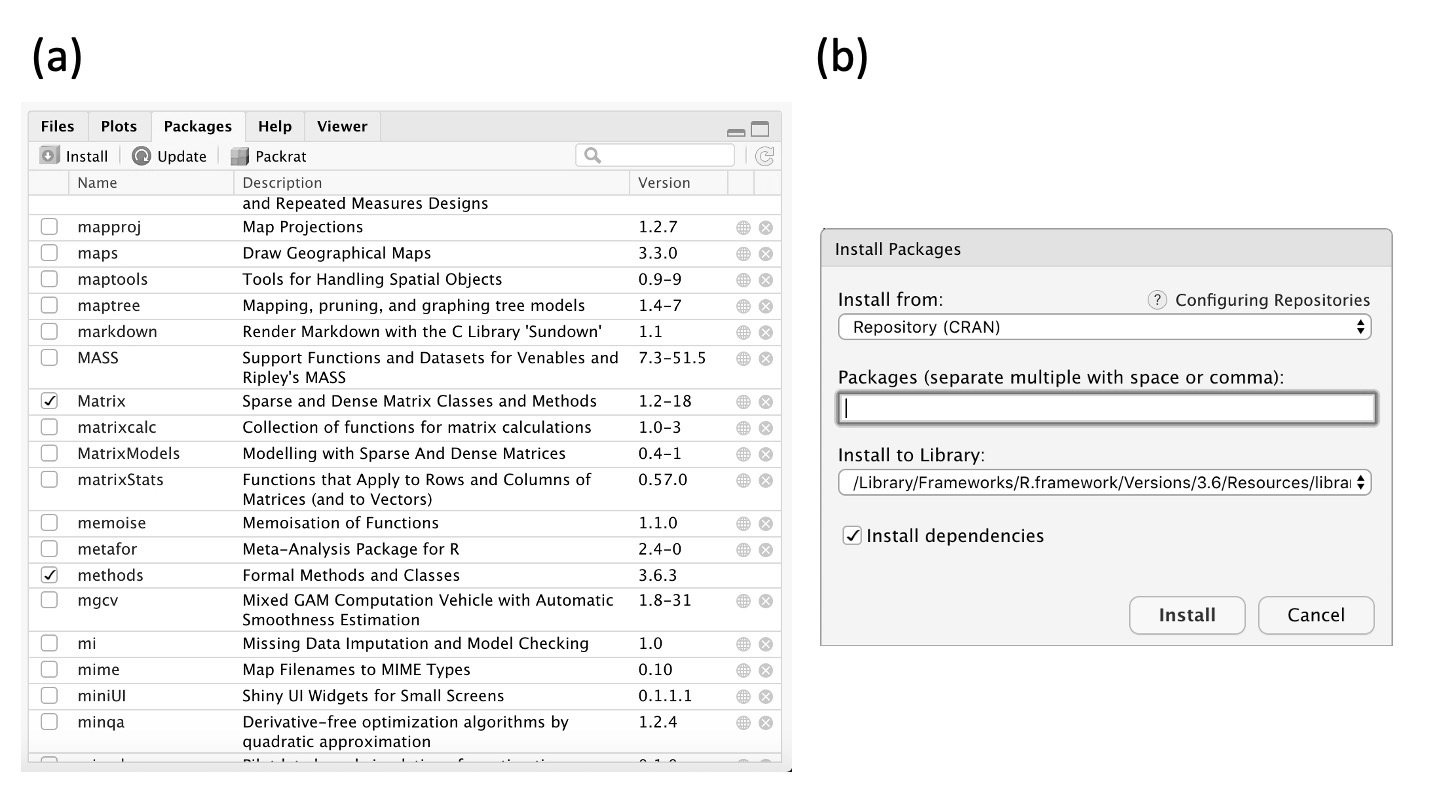 (a)
(b)
Files Plots Packages Help Viewer
Install Update Packrat
Name Description Version
and Repeated Measures Designs
mapproj Map Projections 1.2.7
maps Draw Geographical Maps 3.3.0
maptools Tools for Handling Spatial Objects 0.9-9
maptree Mapping, pruning, and graphing tree models 1.4-7
markdown Render Markdown with the C Library 'Sundown' 1.1
MASS Support Functions and Datasets for Venables and 7.3-51.5
Ripley's MASS
Matrix Sparse and Dense Matrix Classes and Methods 1.2-18
matrixcalc Collection of functions for matrix calculations 1.0-3
MatrixModels Modelling with Sparse And Dense Matrices 0.4-1
matrixStats Functions that Apply to Rows and Columns of 0.57.0
Matrices (and to Vectors)
memoise Memoisation of Functions 1.1.0
metafor Meta-Analysis Package for R 2.4-0
methods Formal Methods and Classes 3.6.3
mgcv Mixed GAM Computation Vehicle with Automatic 1.8-31
Smoothness Estimation
mi Missing Data Imputation and Model Checking 1.0
mime Map Filenames to MIME Types 0.10
miniUI Shiny UI Widgets for Small Screens 0.1.1.1
minqa Derivative-free optimization algorithms by 1.2.4
quadratic approximation
Install Packages
Install from: ? Configuring Repositories
Repository (CRAN)
Packages (separate multiple with space or comma):
Install to Library:
/Library/Frameworks/R.framework/Versions/3.6/Resources/librar
Install dependencies
Install Cancel